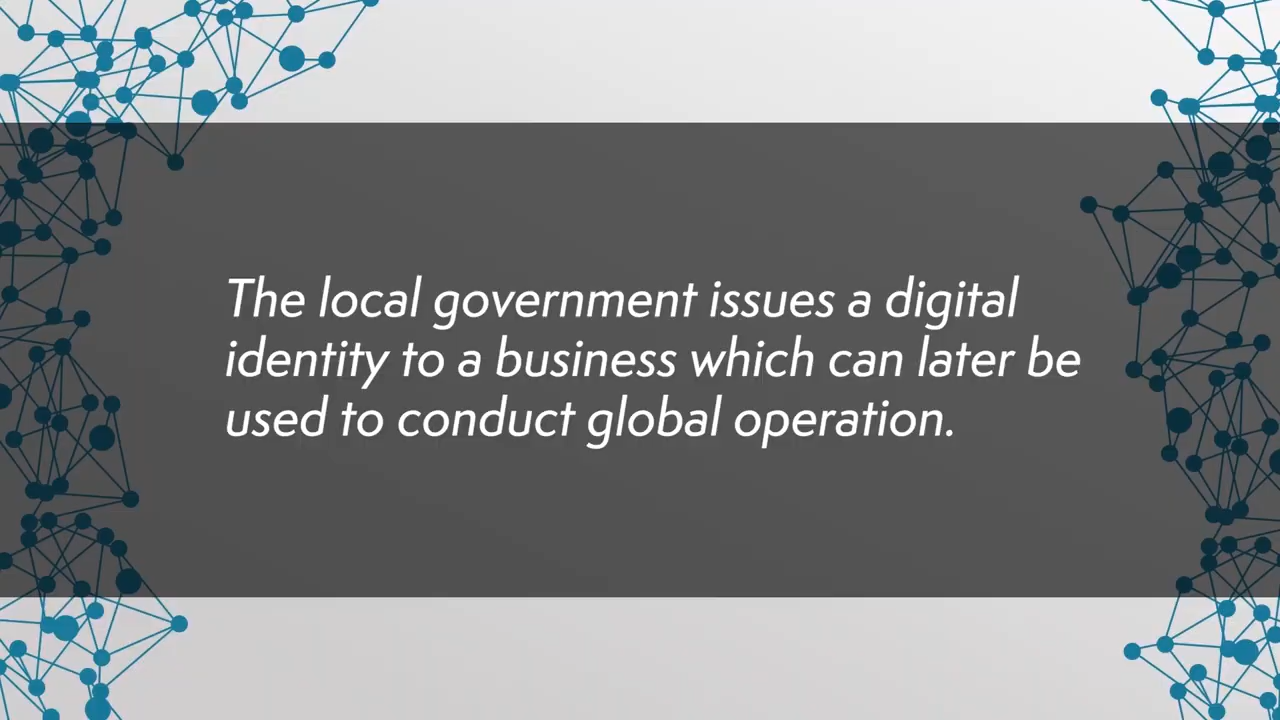 The local government issues a digital
identity to a business which can later be
used to conduct global operation.